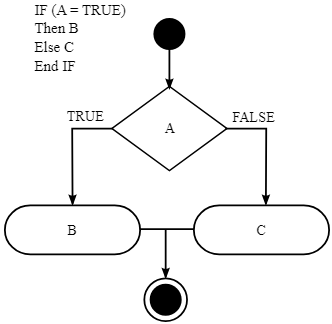 IF (A = TRUE)
Then B
Else C
End IF
TRUE
FALSE
A
B
C